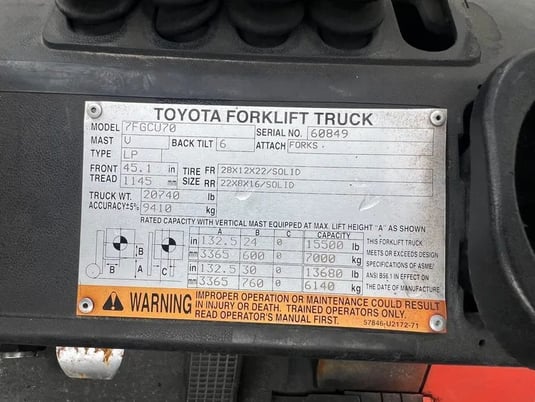 TOYOTA FORKLIFT TRUCK
MODEL 7FGCU70 SERIAL NO. 60849
MAST V BACK TILT 6 ATTACH FORKS.
TYPE LP
FRONT 45.1 in TIRE FR 28X12X22/SOLID
TREAD 1145 mm SIZE RR 22X8X16/SOLID
TRUCK WT. 20740 lb
ACCURACY±5% 9410 kg
RATED CAPACITY WITH VERTICAL MAST EQUIPPED AT MAX. LIFT HEIGHT "A" AS SHOWN
A B C CAPACITY
in 132.5 24 0 15500 lb THIS FORKLIFT TRUCK
mm 3365 600 0 7000 kg MEETS OR EXCEEDS DESIGN
SPECIFICATIONS OF ASME/
in 132.5 30 0 13680 lb ANSI B56.1 IN EFFECT ON
mm 3365 760 0 6140 kg THE DATE OF MANUFACTURE.
A
B
B C
WARNING IMPROPER OPERATION OR MAINTENANCE COULD RESULT
IN INJURY OR DEATH. TRAINED OPERATORS ONLY.
READ OPERATOR'S MANUAL FIRST.
57846-U2172-71